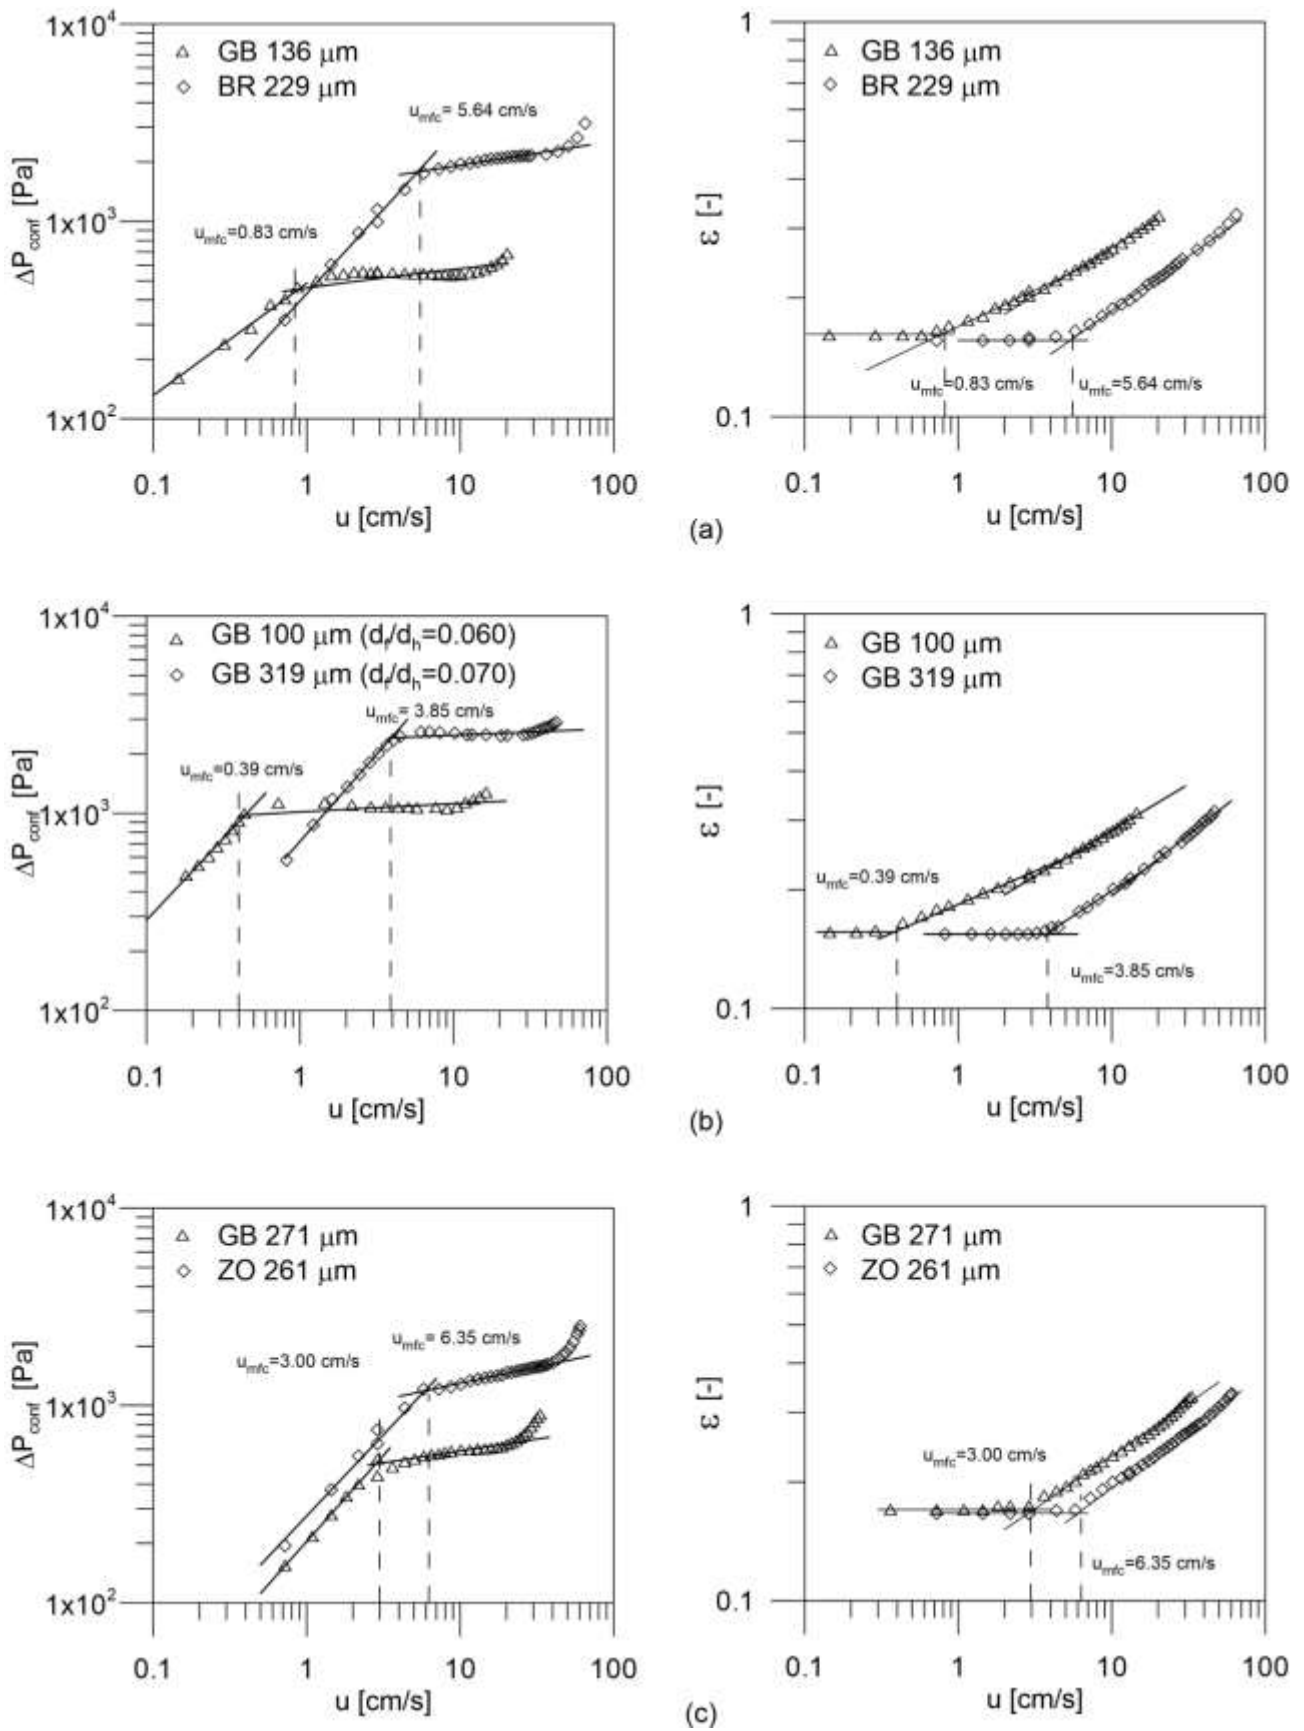 1x10⁴
1x10³
1x10²
ΔP_conf [Pa]
GB 136 μm
BR 229 μm
u_mfc= 5.64 cm/s
u_mfc=0.83 cm/s
0.1 1 10 100
u [cm/s]
1
0.1
ε [-]
GB 136 μm
BR 229 μm
u_mfc=0.83 cm/s
u_mfc=5.64 cm/s
0.1 1 10 100
u [cm/s]
(a)
1x10⁴
1x10³
1x10²
ΔP_conf [Pa]
GB 100 μm (d_f/d_h=0.060)
GB 319 μm (d_f/d_h=0.070)
u_mfc= 3.85 cm/s
u_mfc=0.39 cm/s
0.1 1 10 100
u [cm/s]
1
0.1
ε [-]
GB 100 μm
GB 319 μm
u_mfc=0.39 cm/s
u_mfc=3.85 cm/s
0.1 1 10 100
u [cm/s]
(b)
1x10⁴
1x10³
1x10²
ΔP_conf [Pa]
GB 271 μm
ZO 261 μm
u_mfc= 6.35 cm/s
u_mfc=3.00 cm/s
0.1 1 10 100
u [cm/s]
1
0.1
ε [-]
GB 271 μm
ZO 261 μm
u_mfc=3.00 cm/s
u_mfc=6.35 cm/s
0.1 1 10 100
u [cm/s]
(c)